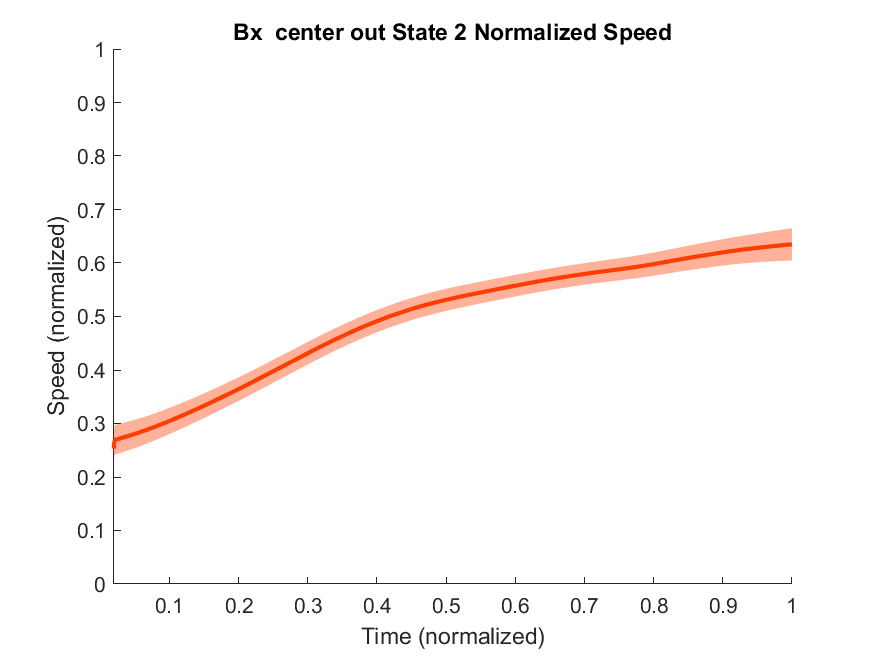 Bx  center out State 2 Normalized Speed
1
0.9
0.8
0.7
0.6
0.5
0.4
0.3
0.2
0.1
0
Speed (normalized)
0.1 0.2 0.3 0.4 0.5 0.6 0.7 0.8 0.9 1
Time (normalized)